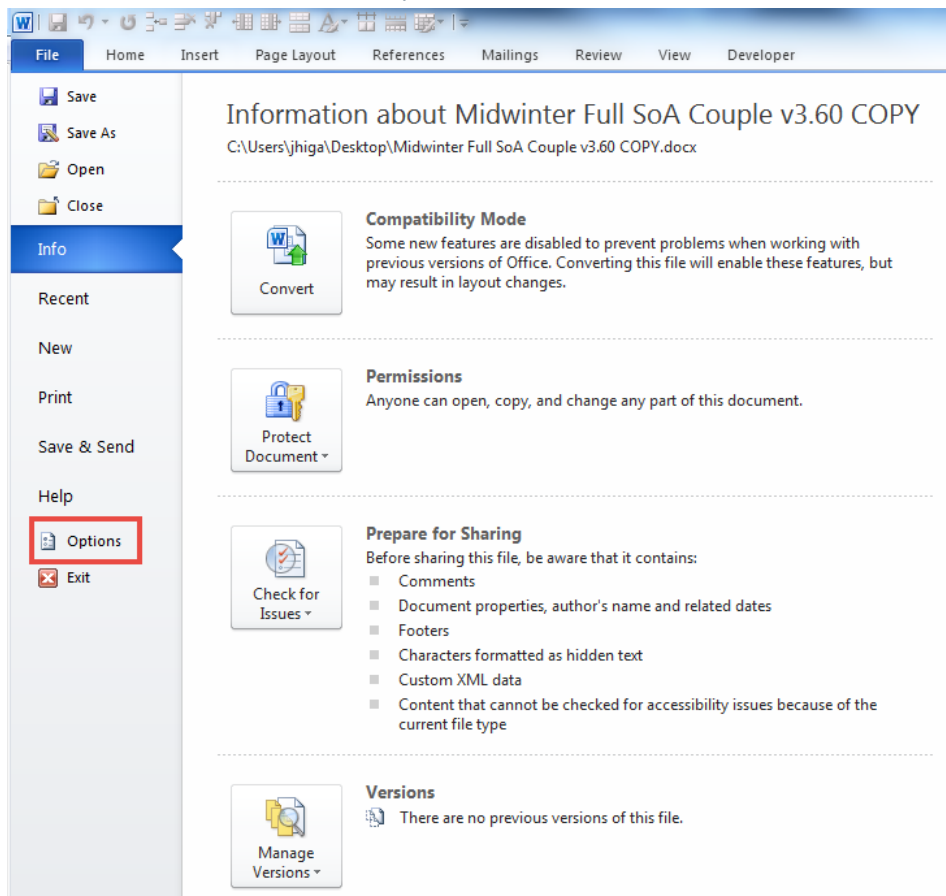 File Home Insert Page Layout References Mailings Review View Developer
Save
Save As
Open
Close
Info
Recent
New
Print
Save & Send
Help
Options
Exit
Information about Midwinter Full SoA Couple v3.60 COPY
C:\Users\jhiga\Desktop\Midwinter Full SoA Couple v3.60 COPY.docx
Convert
Compatibility Mode
Some new features are disabled to prevent problems when working with
previous versions of Office. Converting this file will enable these features, but
may result in layout changes.
Protect
Document
Permissions
Anyone can open, copy, and change any part of this document.
Check for
Issues
Prepare for Sharing
Before sharing this file, be aware that it contains:
Comments
Document properties, author's name and related dates
Footers
Characters formatted as hidden text
Custom XML data
Content that cannot be checked for accessibility issues because of the
current file type
Manage
Versions
Versions
There are no previous versions of this file.